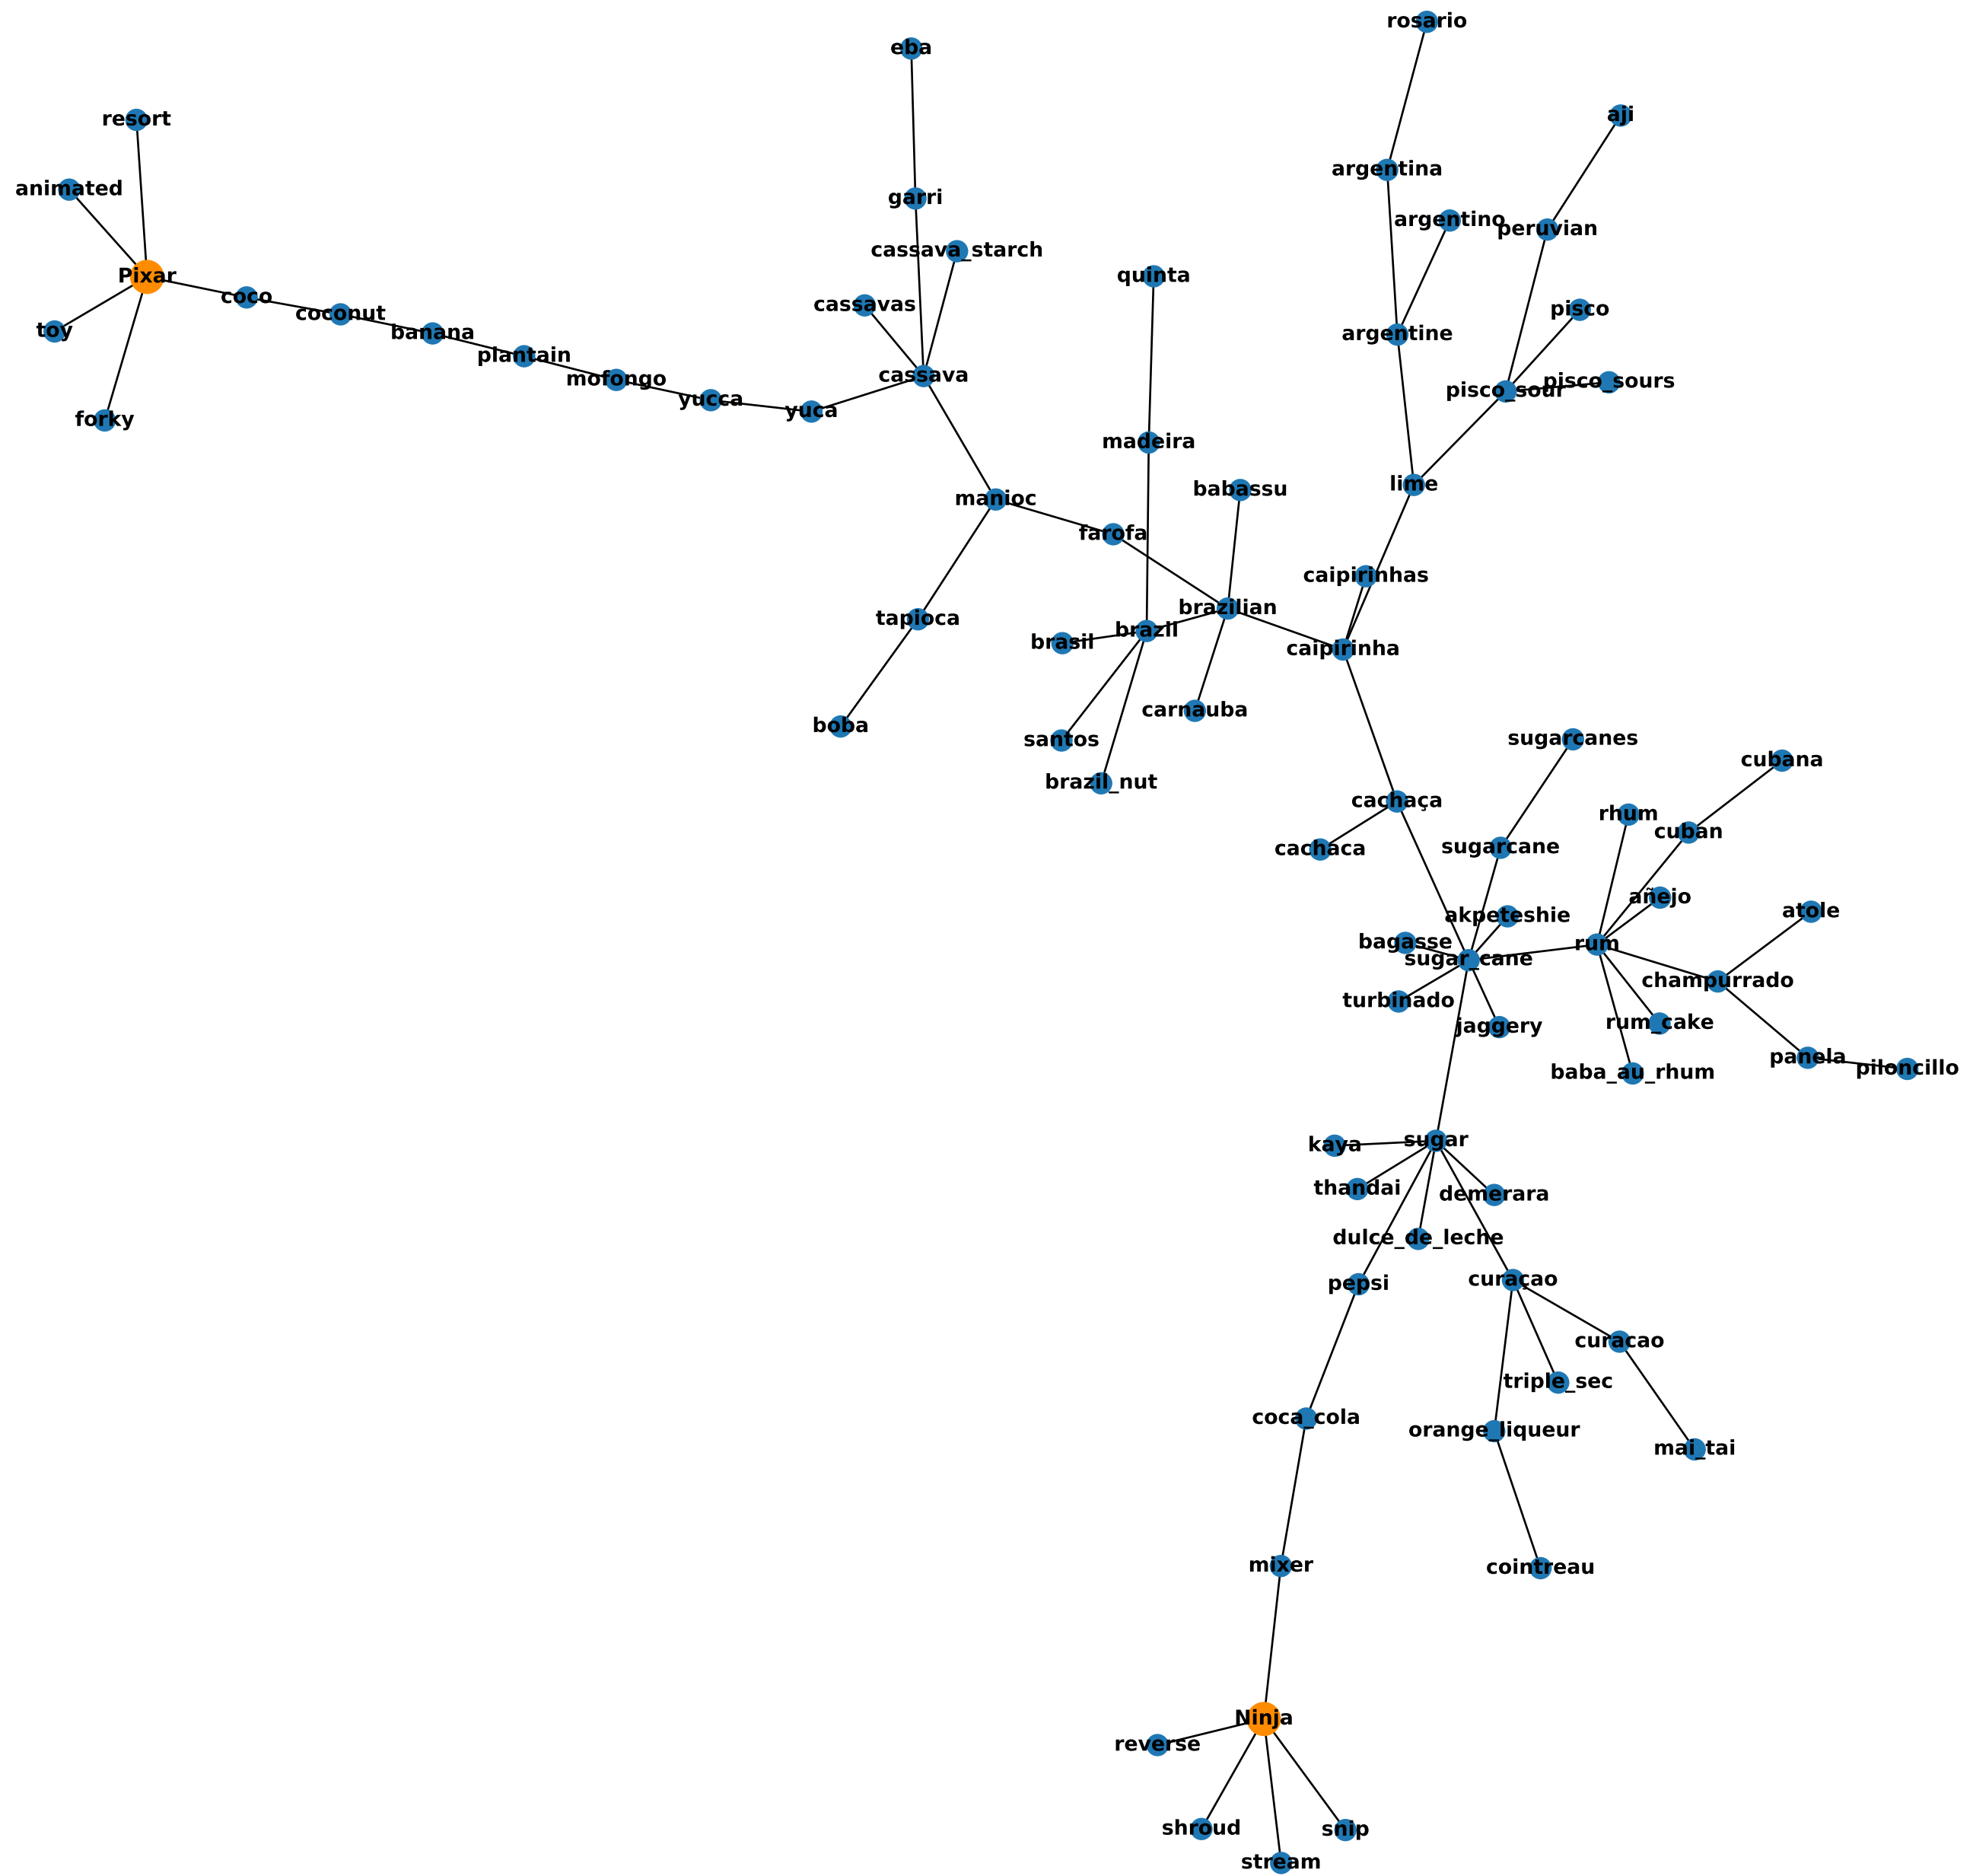 rosario
eba
aji
resort
argentina
animated
garri
argentino
peruvian
cassava_starch
Pixar
quinta
coco
cassavas
pisco
coconut
toy
banana
argentine
plantain
cassava
mofongo
pisco_sour
pisco_sours
yucca
yuca
forky
madeira
lime
babassu
manioc
farofa
caipirinhas
brazilian
tapioca
brazil
brasil
caipirinha
carnauba
boba
santos
sugarcanes
cubana
brazil_nut
cachaça
rhum
cuban
cachaca
sugarcane
añejo
atole
akpeteshie
bagasse
rum
sugar_cane
champurrado
turbinado
rum_cake
jaggery
panela
piloncillo
baba_au_rhum
sugar
kaya
thandai
demerara
dulce_de_leche
pepsi
curaçao
curacao
triple_sec
coca_cola
orange_liqueur
mai_tai
mixer
cointreau
Ninja
reverse
shroud
snip
stream